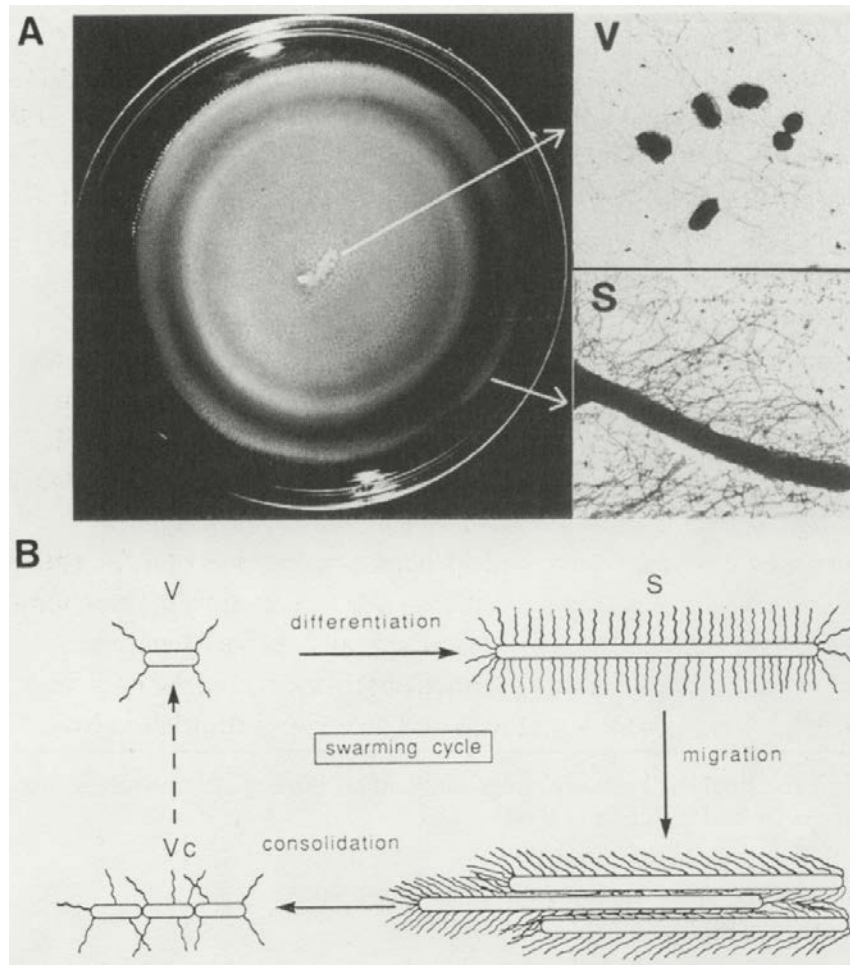 A
V
S
B
V
differentiation
S
swarming cycle
migration
consolidation
Vc